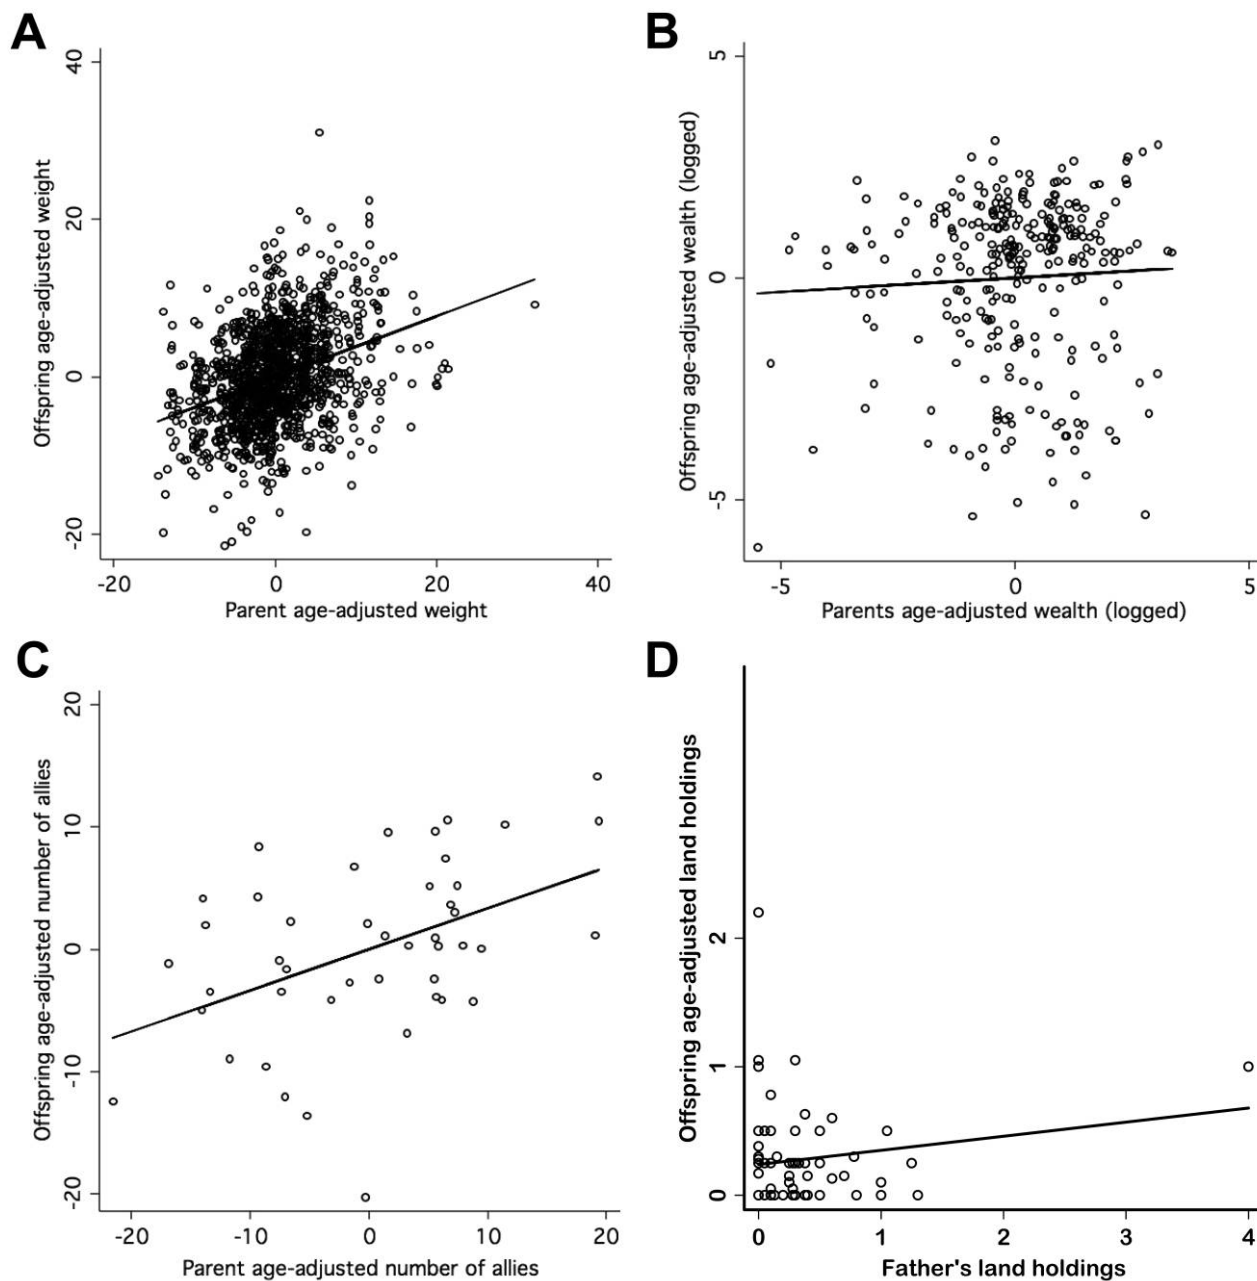 A
40
20
0
-20
Offspring age-adjusted weight
-20 0 20 40
Parent age-adjusted weight
B
5
0
-5
Offspring age-adjusted wealth (logged)
-5 0 5
Parents age-adjusted wealth (logged)
C
20
10
0
-10
-20
Offspring age-adjusted number of allies
-20 -10 0 10 20
Parent age-adjusted number of allies
D
2
1
0
Offspring age-adjusted land holdings
0 1 2 3 4
Father's land holdings